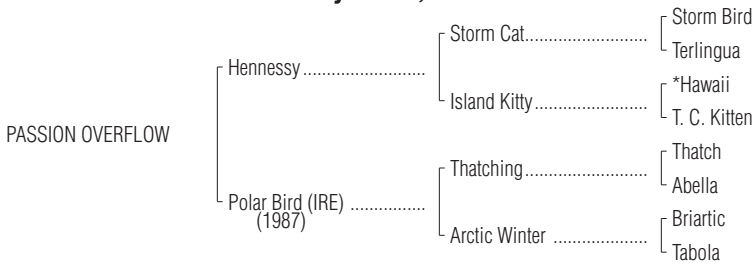 Storm Bird
Storm Cat
Terlingua
Hennessy
*Hawaii
Island Kitty
T. C. Kitten
PASSION OVERFLOW
Thatch
Thatching
Abella
Polar Bird (IRE)
(1987)
Briartic
Arctic Winter
Tabola